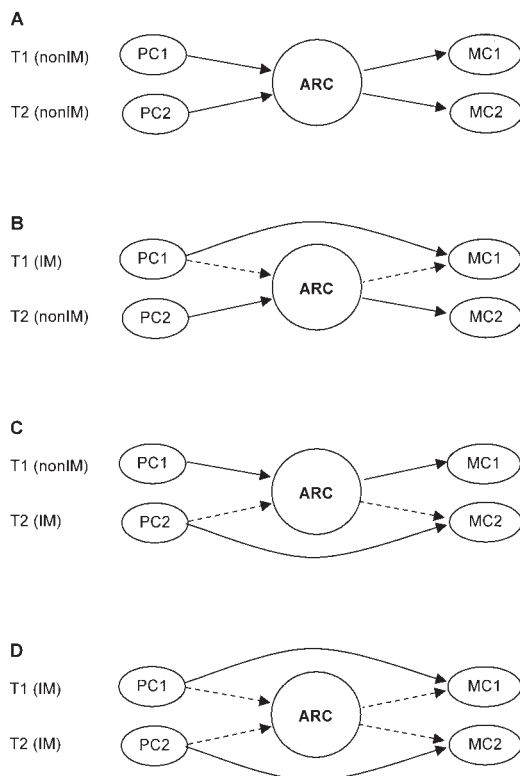 A
T1 (nonIM) PC1 ARC MC1
T2 (nonIM) PC2 MC2
B
T1 (IM) PC1 ARC MC1
T2 (nonIM) PC2 MC2
C
T1 (nonIM) PC1 ARC MC1
T2 (IM) PC2 MC2
D
T1 (IM) PC1 ARC MC1
T2 (IM) PC2 MC2